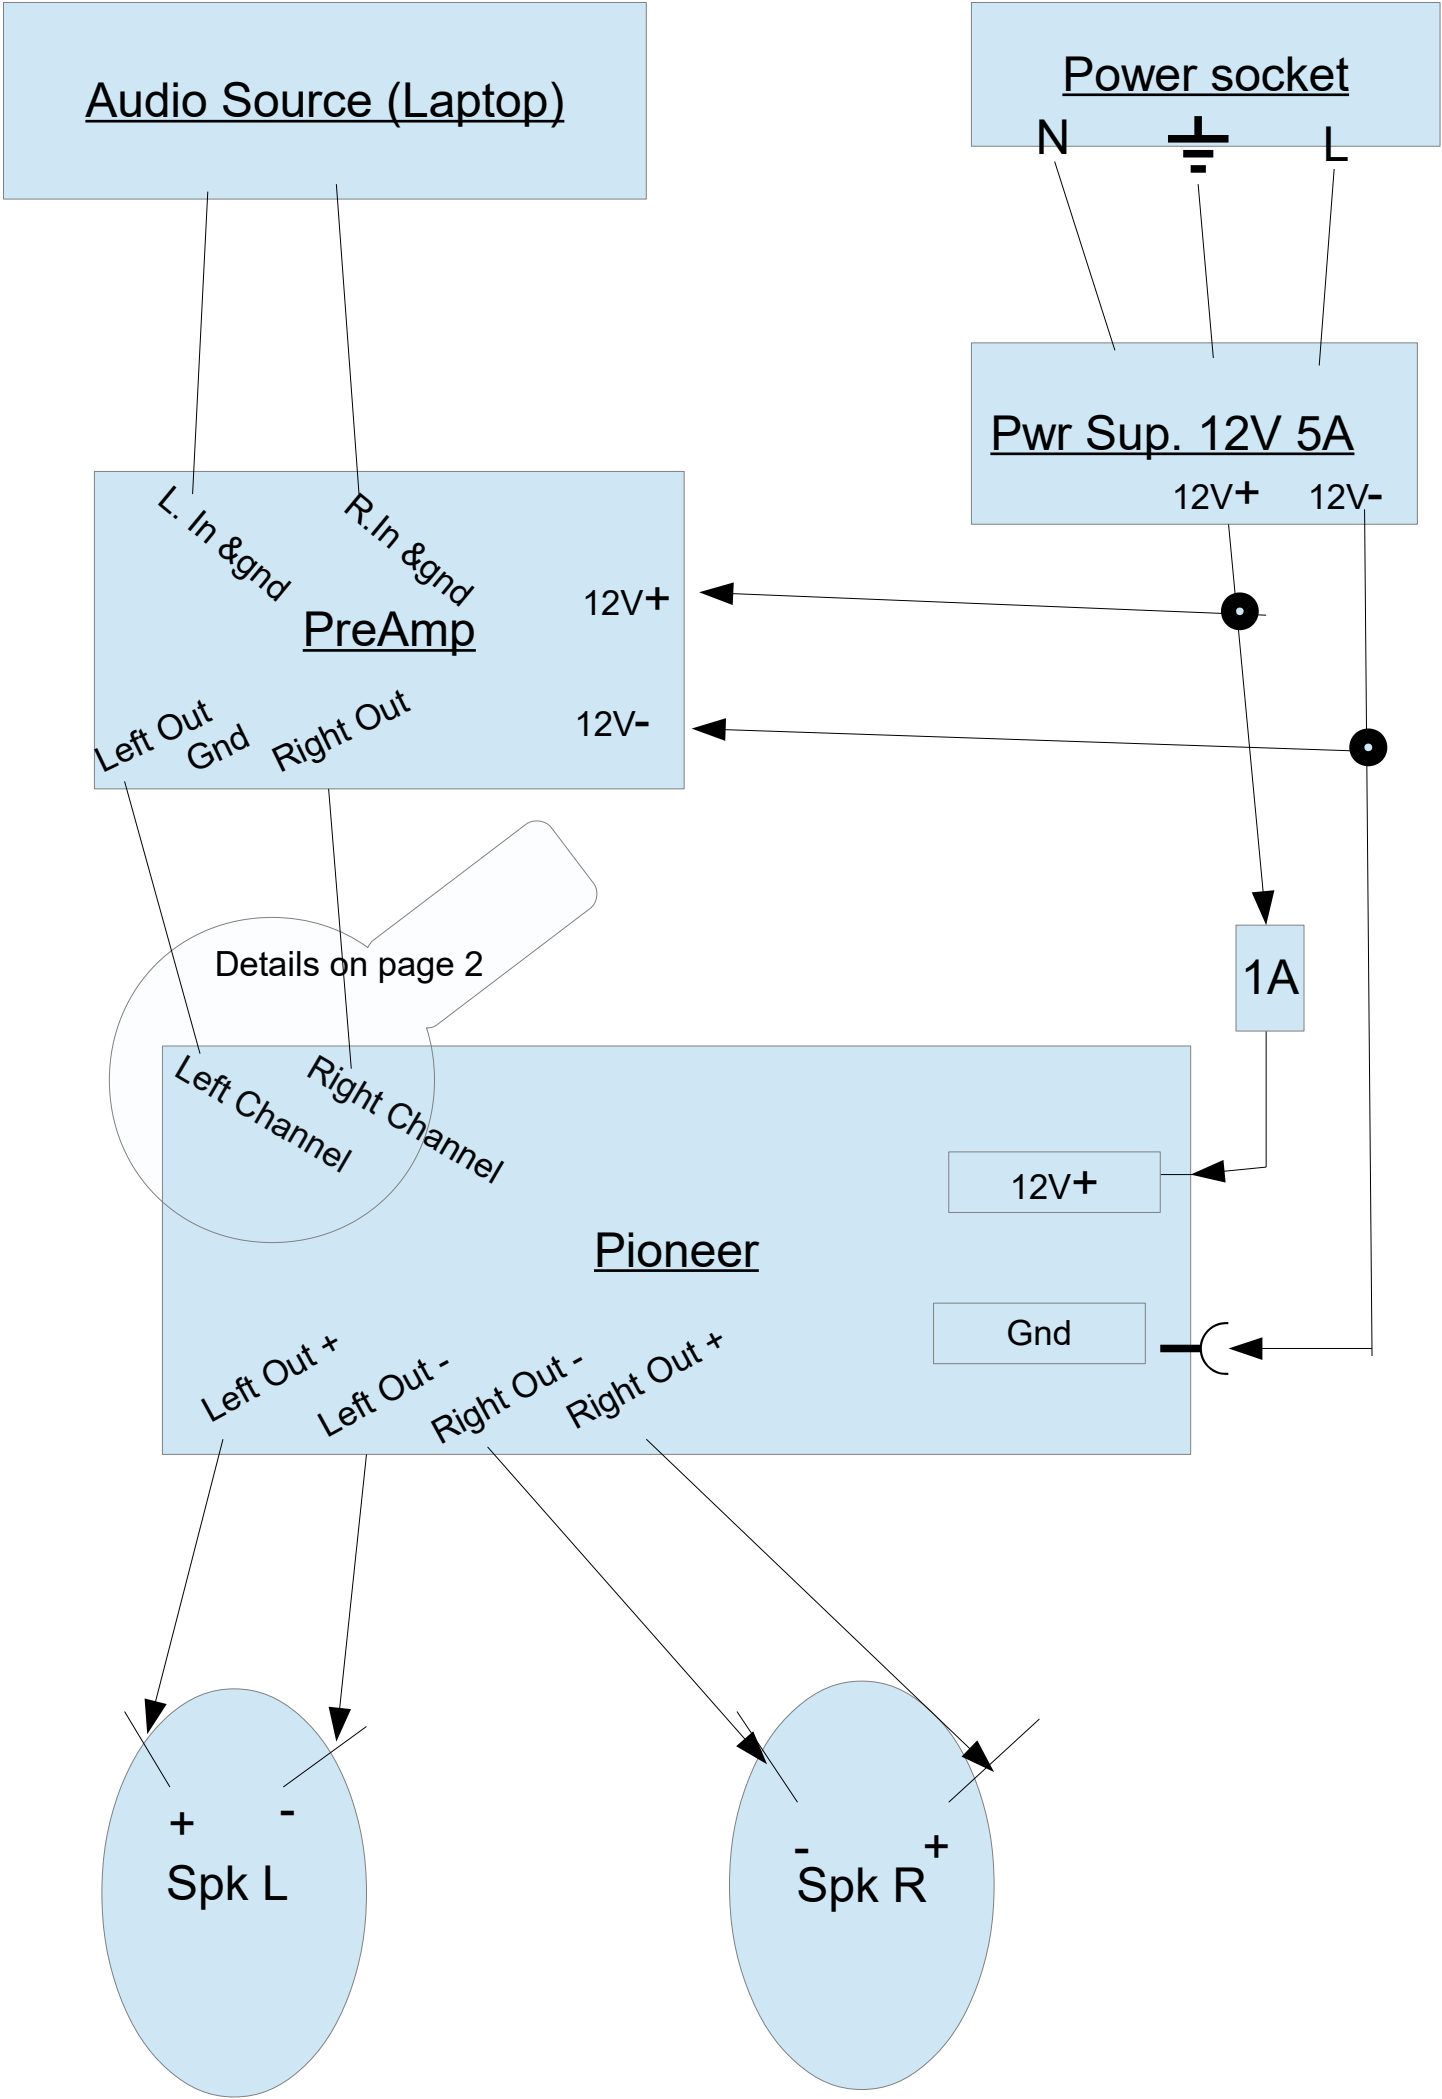 Audio Source (Laptop)
Power socket
N
L
Pwr Sup. 12V 5A
12V+
12V-
L. In &gnd
R.In &gnd
PreAmp
12V+
12V-
Left Out
Gnd
Right Out
Details on page 2
1A
Left Channel
Right Channel
12V+
Pioneer
Gnd
Left Out +
Left Out -
Right Out -
Right Out +
+
-
Spk L
-
+
Spk R